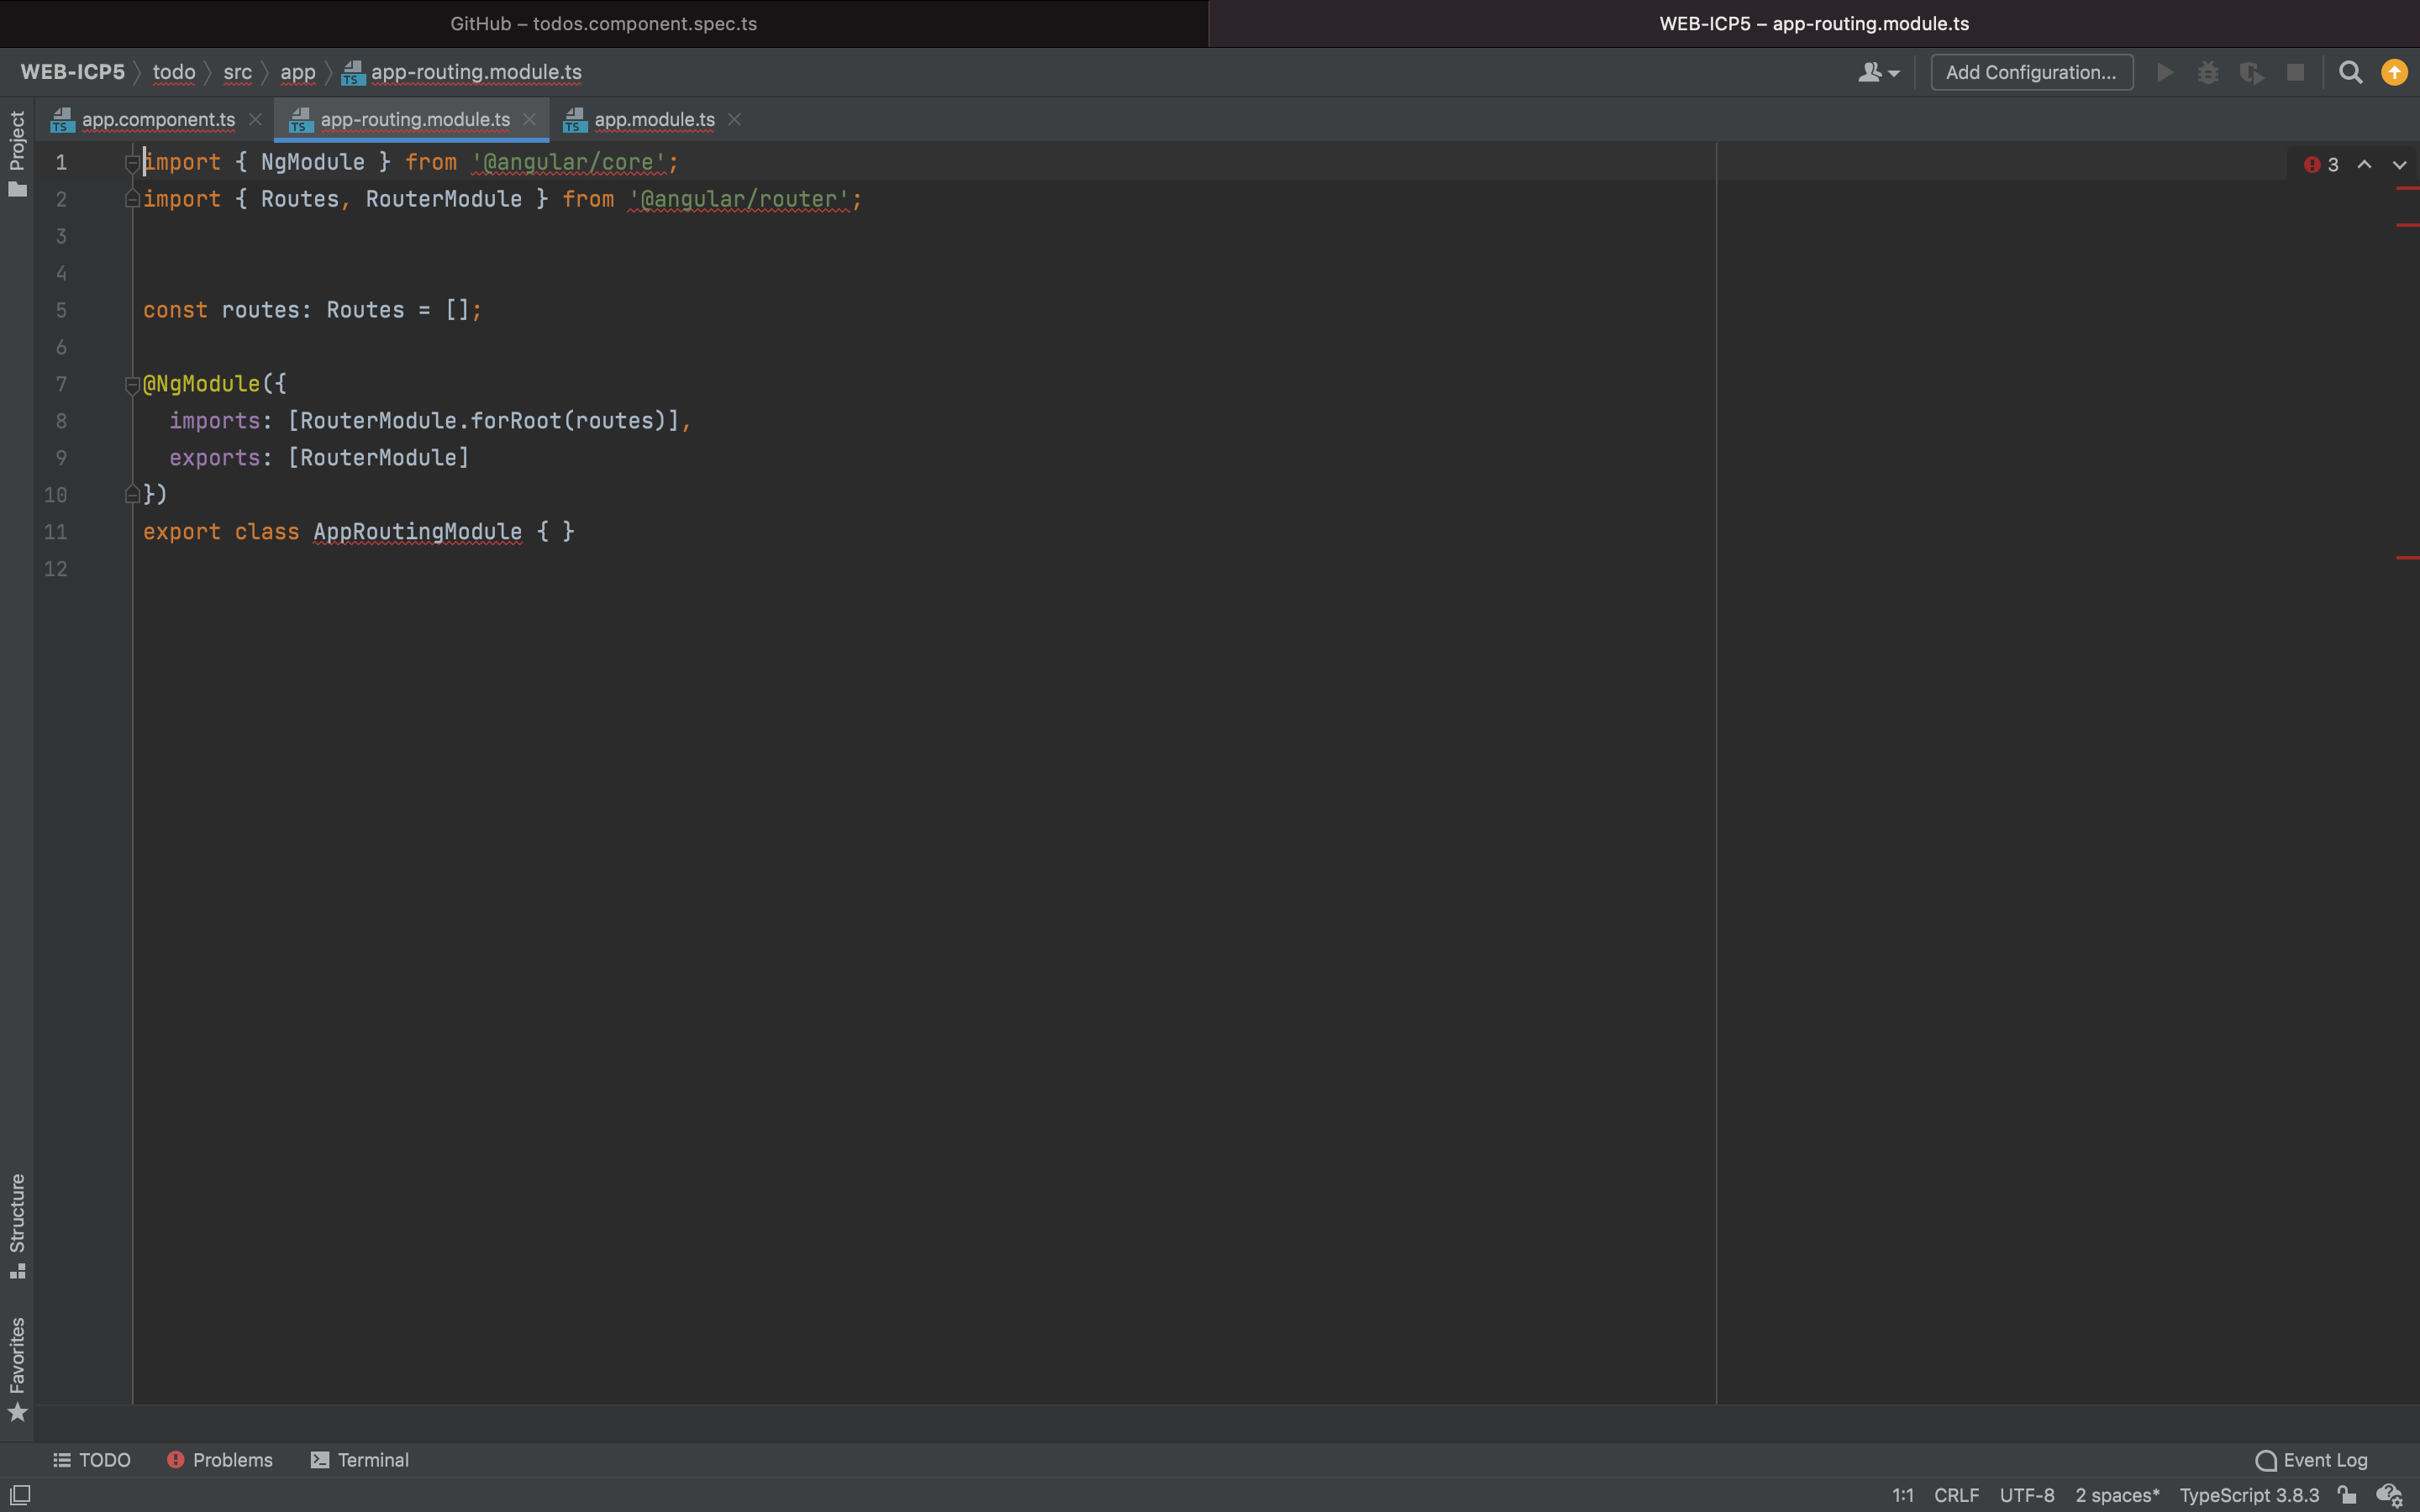 GitHub – todos.component.spec.ts
WEB-ICP5 – app-routing.module.ts
WEB-ICP5 todo src app TS app-routing.module.ts
Add Configuration...
TS app.component.ts TS app-routing.module.ts TS app.module.ts
Project
1 import { NgModule } from '@angular/core';
3
2 import { Routes, RouterModule } from '@angular/router';
3
4
5 const routes: Routes = [];
6
7 @NgModule({
8 imports: [RouterModule.forRoot(routes)],
9 exports: [RouterModule]
10 })
11 export class AppRoutingModule { }
12
Structure
Favorites
TODO Problems Terminal
Event Log
1:1 CRLF UTF-8 2 spaces* TypeScript 3.8.3